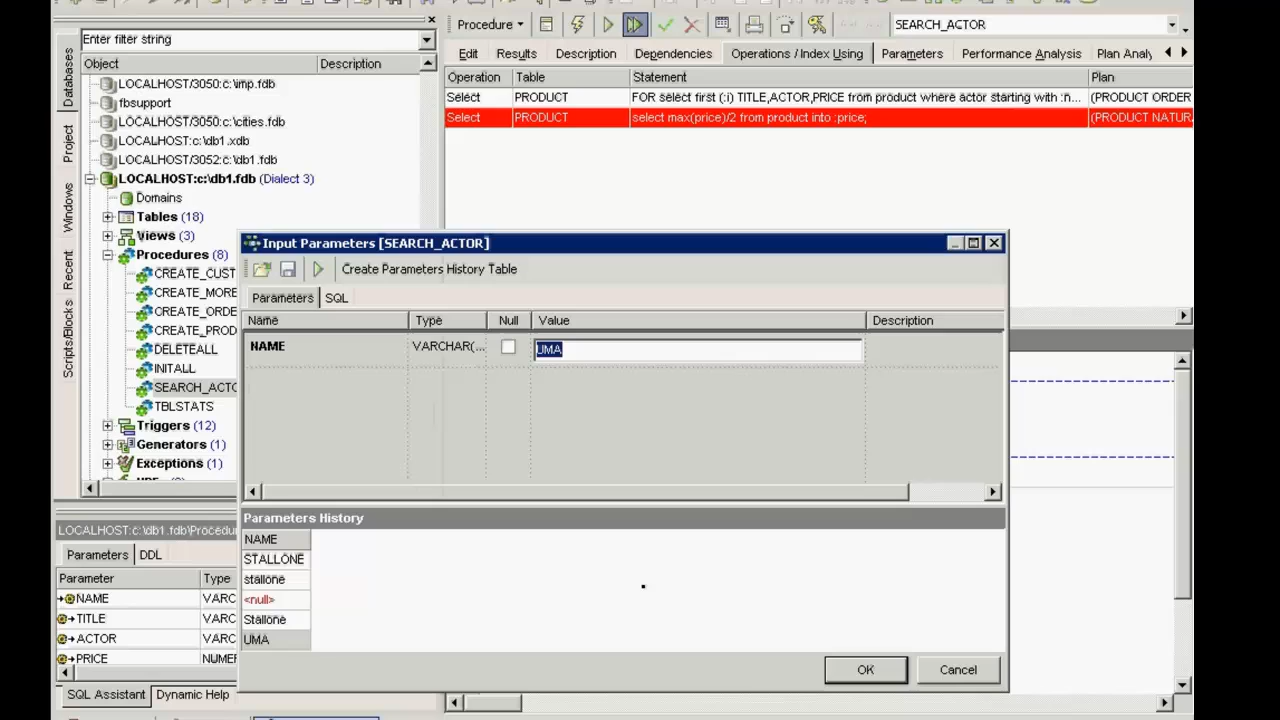 Procedure
SEARCH_ACTOR
Enter filter string
Edit
Results
Description
Dependencies
Operations / Index Using
Parameters
Performance Analysis
Plan Analy
Object
Description
Operation
Table
Statement
Plan
Select
PRODUCT
FOR select first (:i) TITLE,ACTOR,PRICE from product where actor starting with :n...
(PRODUCT ORDER
Select
PRODUCT
select max(price)/2 from product into :price;
(PRODUCT NATURA
Databases
Project
Windows
Recent
Scripts/Blocks
LOCALHOST/3050:c:\imp.fdb
fbsupport
LOCALHOST/3050:c:\cities.fdb
LOCALHOST:c:\db1.xdb
LOCALHOST/3052:c:\db1.fdb
LOCALHOST:c:\db1.fdb (Dialect 3)
Domains
Tables (18)
Views (3)
Procedures (8)
CREATE_CUST
CREATE_MORE
CREATE_ORDE
CREATE_PROD
DELETEALL
INITALL
SEARCH_ACTO
TBLSTATS
Triggers (12)
Generators (1)
Exceptions (1)
Input Parameters [SEARCH_ACTOR]
Create Parameters History Table
Parameters
SQL
Name
Type
Null
Value
Description
NAME
VARCHAR(...
UMA
Parameters History
NAME
STALLONE
stallone
<null>
Stallone
UMA
OK
Cancel
LOCALHOST:c:\db1.fdb\Procedu
Parameters
DDL
Parameter
Type
NAME
VARC
TITLE
VARC
ACTOR
VARC
PRICE
NUMER
SQL Assistant
Dynamic Help